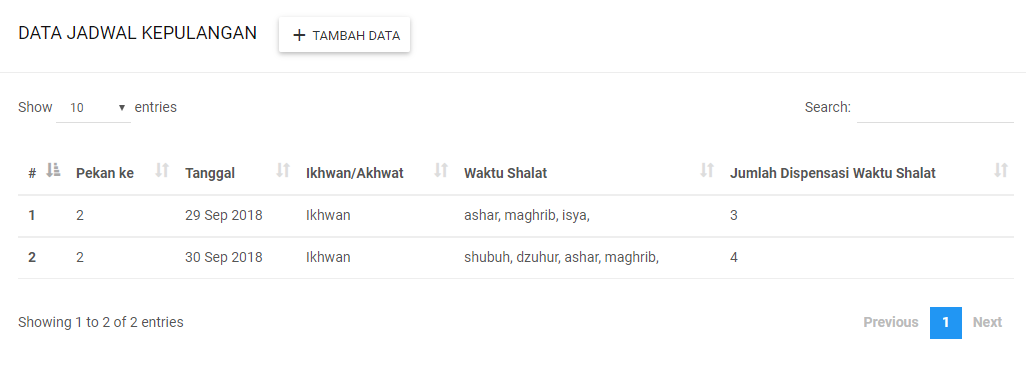 DATA JADWAL KEPULANGAN + TAMBAH DATA
Show 10 entries Search:
# Pekan ke Tanggal Ikhwan/Akhwat Waktu Shalat Jumlah Dispensasi Waktu Shalat
1 2 29 Sep 2018 Ikhwan ashar, maghrib, isya, 3
2 2 30 Sep 2018 Ikhwan shubuh, dzuhur, ashar, maghrib, 4
Showing 1 to 2 of 2 entries Previous 1 Next